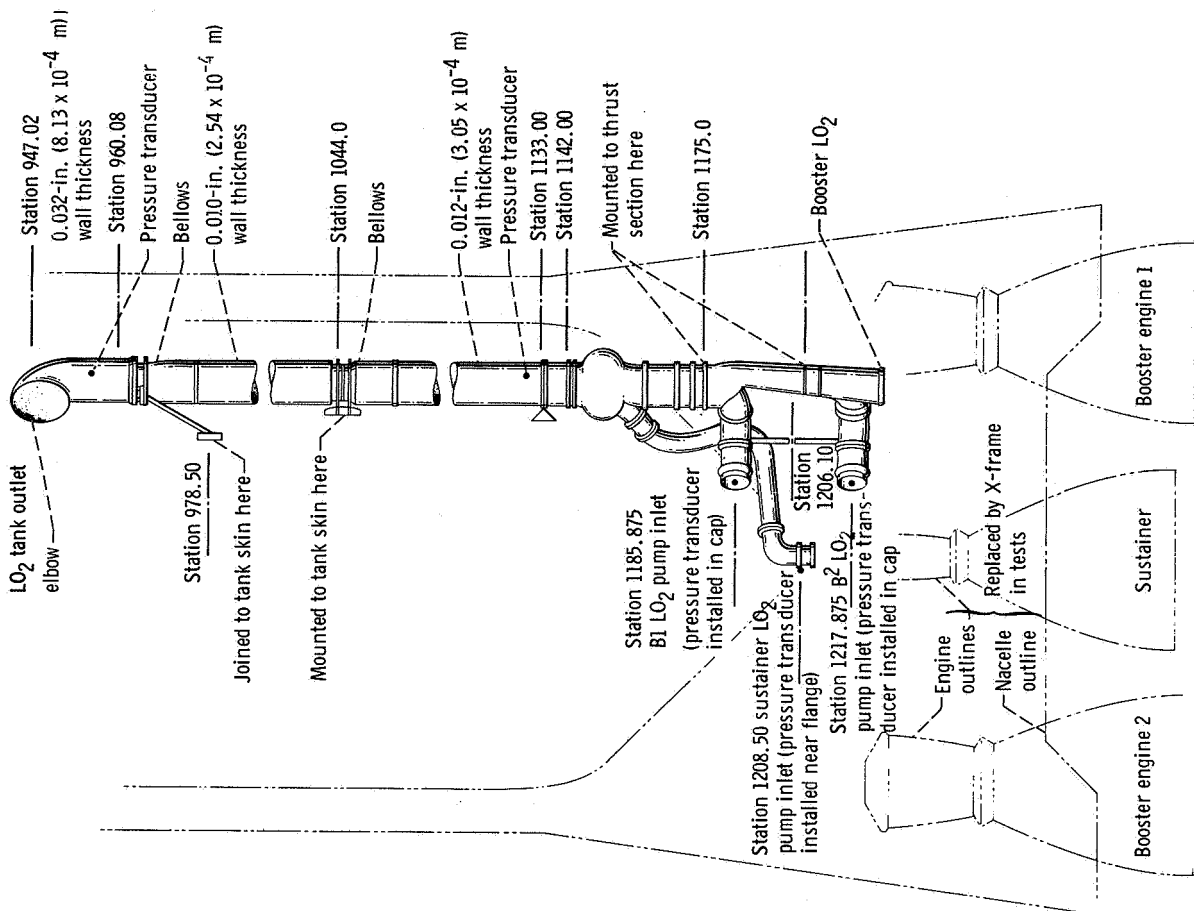 Station 947.02
0.032-in. (8.13 x 10⁻⁴ m)
wall thickness
Station 960.08
Pressure transducer
Bellows
0.010-in. (2.54 x 10⁻⁴ m)
wall thickness
Station 1044.0
Bellows
0.012-in. (3.05 x 10⁻⁴ m)
wall thickness
Pressure transducer
Station 1133.00
Station 1142.00
Mounted to thrust
section here
Station 1175.0
Booster LO₂
LO₂ tank outlet
elbow
Station 978.50
Joined to tank skin here
Mounted to tank skin here
Station 1185.875
B1 LO₂ pump inlet
(pressure transducer
installed in cap)
Station
1206.10
Station 1208.50 sustainer LO₂
pump inlet (pressure transducer
installed near flange)
Station 1217.875 B² LO₂
pump inlet (pressure trans-
ducer installed in cap
Engine
outlines
Nacelle
outline
Replaced by X-frame
in tests
Booster engine 2
Sustainer
Booster engine 1